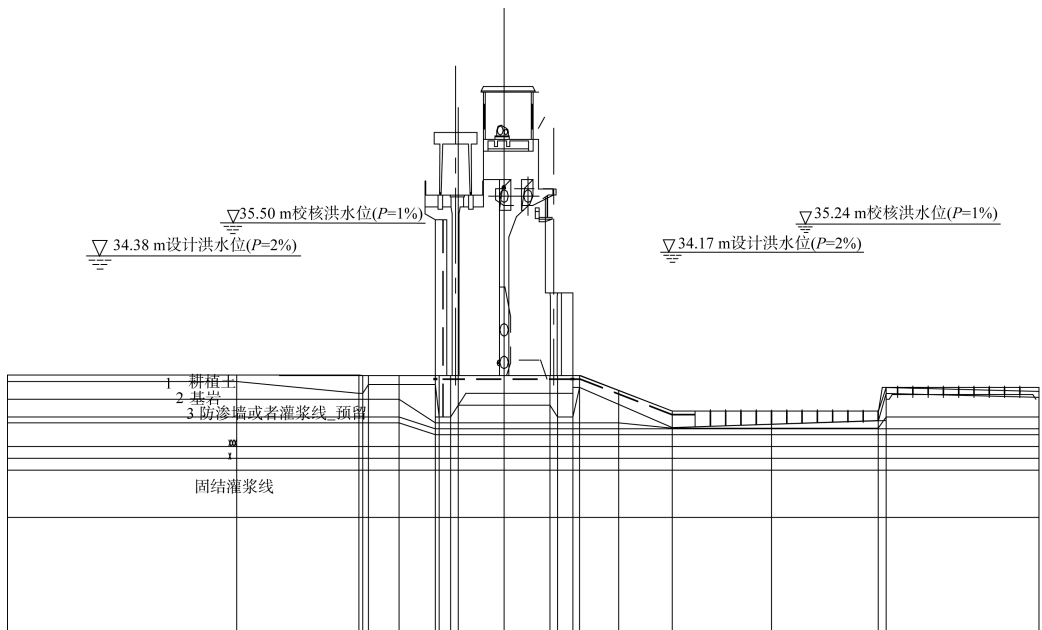 35.50 m校核洪水位(P=1%)
35.24 m校核洪水位(P=1%)
34.38 m设计洪水位(P=2%)
34.17 m设计洪水位(P=2%)
1 耕植土
2 基岩
3 防渗墙或者灌浆线_预留
固结灌浆线